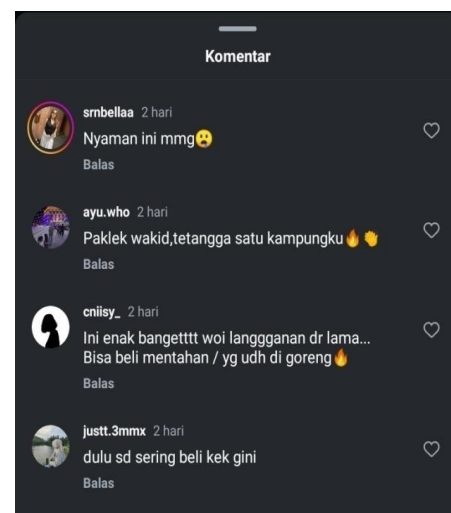 Komentar
srnbellaa 2 hari
Nyaman ini mmg😮
Balas
ayu.who 2 hari
Paklek wakid,tetangga satu kampungku🔥👏
Balas
cniisy_ 2 hari
Ini enak bangetttt woi langgganan dr lama...
Bisa beli mentahan / yg udh di goreng🔥
Balas
justt.3mmx 2 hari
dulu sd sering beli kek gini
Balas